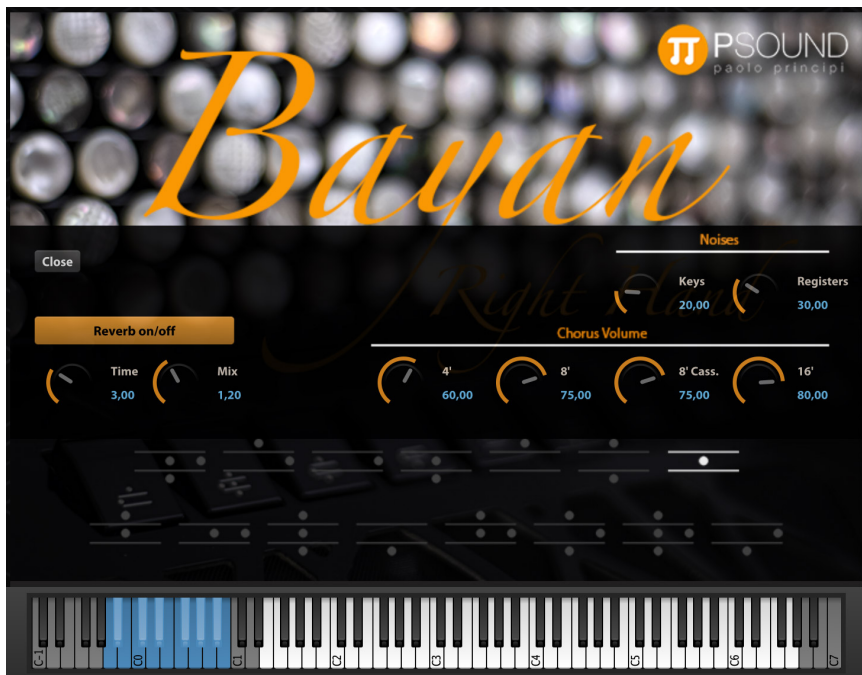 Bayan
PSOUND
paolo principi
Right Hand
Noises
Close
Keys
20,00
Registers
30,00
Reverb on/off
Chorus Volume
Time
3,00
Mix
1,20
4'
60,00
8'
75,00
8' Cass.
75,00
16'
80,00
C-1
C0
C1
C2
C3
C4
C5
C6
C7